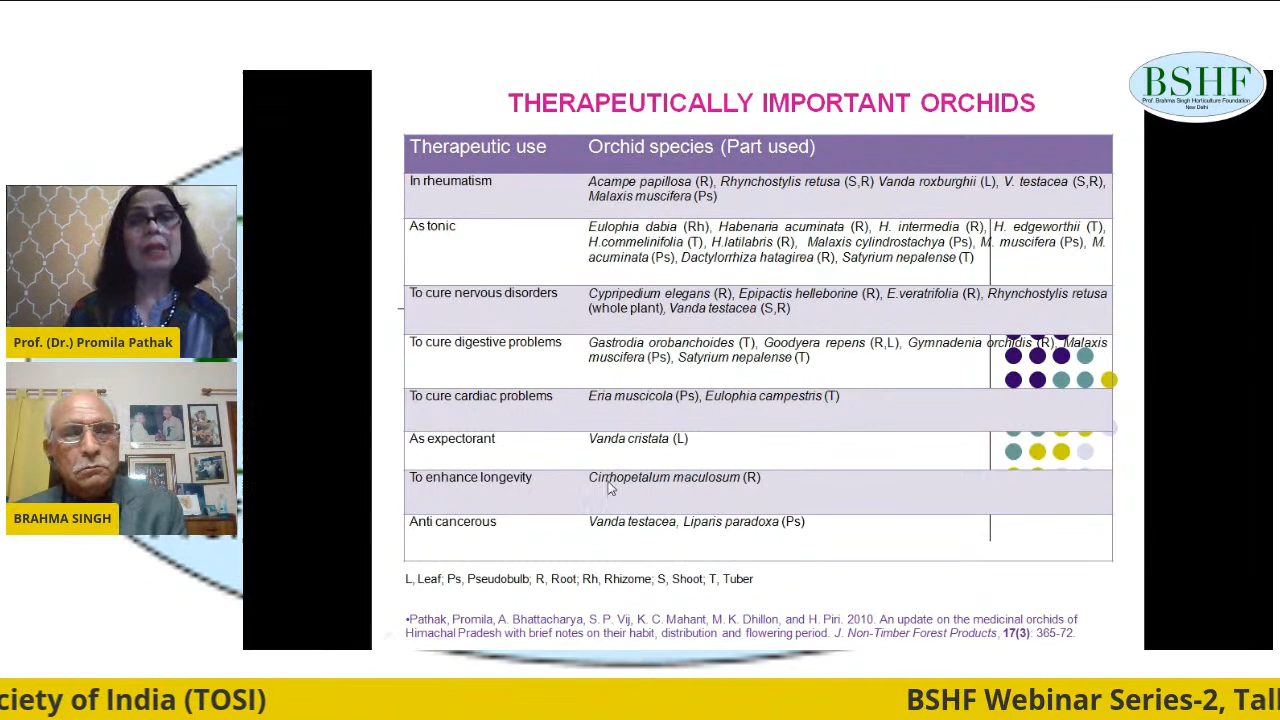 THERAPEUTICALLY IMPORTANT ORCHIDS
BSHF
Prof. Brahma Singh Horticulture Foundation
New Delhi
Therapeutic use Orchid species (Part used)
In rheumatism Acampe papillosa (R), Rhynchostylis retusa (S,R) Vanda roxburghii (L), V. testacea (S,R),
Malaxis muscifera (Ps)
As tonic Eulophia dabia (Rh), Habenaria acuminata (R), H. intermedia (R), H. edgeworthii (T),
H.commelinifolia (T), H.latilabris (R), Malaxis cylindrostachya (Ps), M. muscifera (Ps), M.
acuminata (Ps), Dactylorrhiza hatagirea (R), Satyrium nepalense (T)
To cure nervous disorders Cypripedium elegans (R), Epipactis helleborine (R), E.veratrifolia (R), Rhynchostylis retusa
(whole plant), Vanda testacea (S,R)
To cure digestive problems Gastrodia orobanchoides (T), Goodyera repens (R,L), Gymnadenia orchidis (R), Malaxis
muscifera (Ps), Satyrium nepalense (T)
To cure cardiac problems Eria muscicola (Ps), Eulophia campestris (T)
As expectorant Vanda cristata (L)
To enhance longevity Cirrhopetalum maculosum (R)
Anti cancerous Vanda testacea, Liparis paradoxa (Ps)
L, Leaf; Ps, Pseudobulb; R, Root; Rh, Rhizome; S, Shoot; T, Tuber
•Pathak, Promila, A. Bhattacharya, S. P. Vij, K. C. Mahant, M. K. Dhillon, and H. Piri. 2010. An update on the medicinal orchids of
Himachal Pradesh with brief notes on their habit, distribution and flowering period. J. Non-Timber Forest Products, 17(3): 365-72.
Prof. (Dr.) Promila Pathak
BRAHMA SINGH
ciety of India (TOSI) BSHF Webinar Series-2, Tall